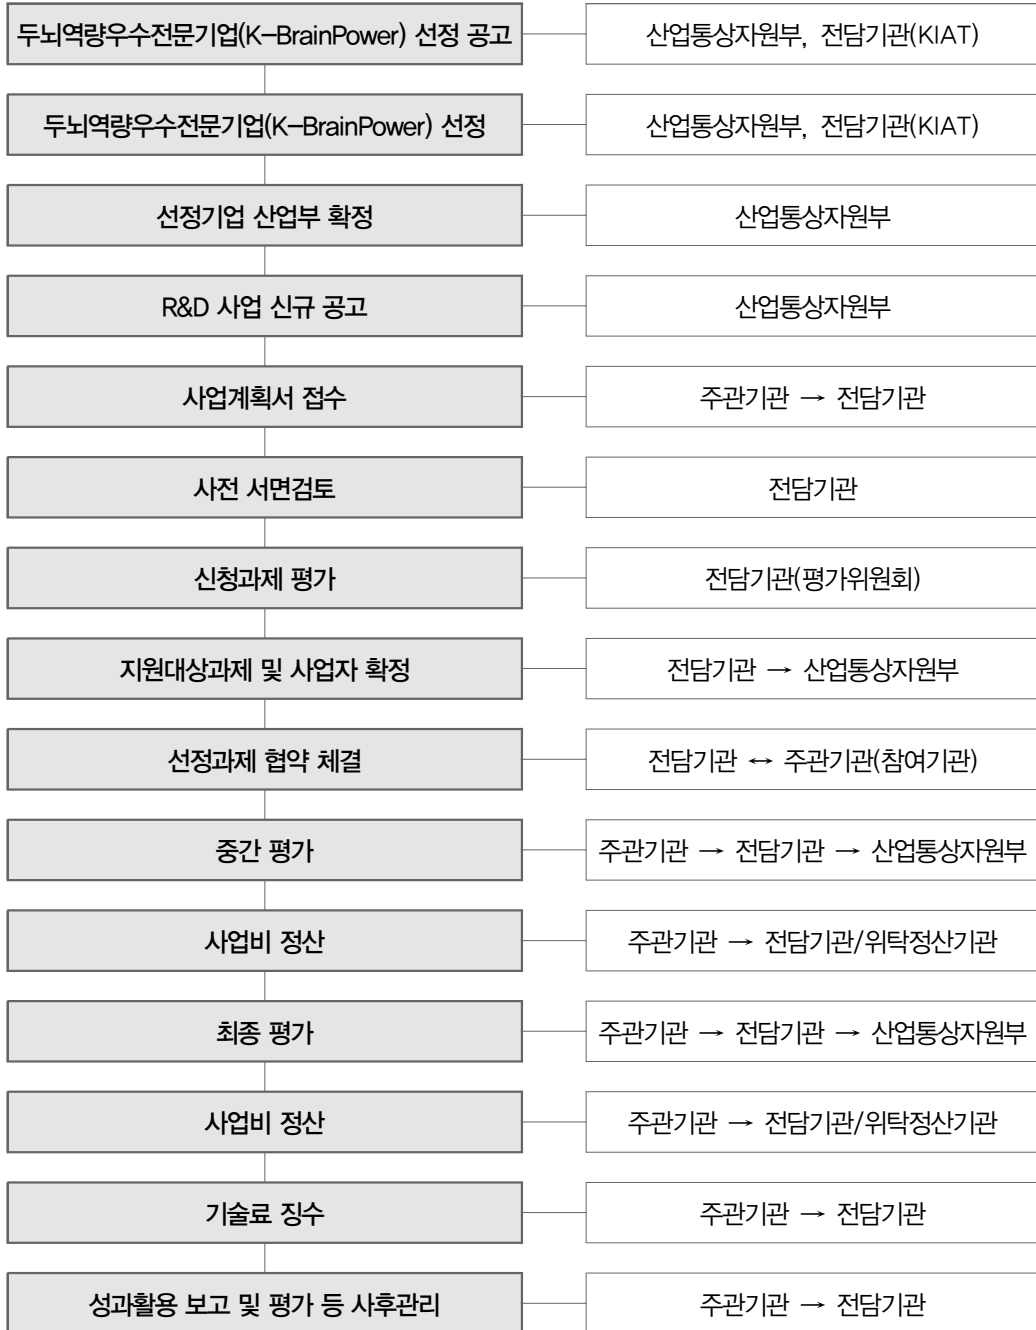 두뇌역량우수전문기업(K-BrainPower) 선정 공고
산업통상자원부, 전담기관(KIAT)
두뇌역량우수전문기업(K-BrainPower) 선정
산업통상자원부, 전담기관(KIAT)
선정기업 산업부 확정
산업통상자원부
R&D 사업 신규 공고
산업통상자원부
사업계획서 접수
주관기관 → 전담기관
사전 서면검토
전담기관
신청과제 평가
전담기관(평가위원회)
지원대상과제 및 사업자 확정
전담기관 → 산업통상자원부
선정과제 협약 체결
전담기관 ↔ 주관기관(참여기관)
중간 평가
주관기관 → 전담기관 → 산업통상자원부
사업비 정산
주관기관 → 전담기관/위탁정산기관
최종 평가
주관기관 → 전담기관 → 산업통상자원부
사업비 정산
주관기관 → 전담기관/위탁정산기관
기술료 징수
주관기관 → 전담기관
성과활용 보고 및 평가 등 사후관리
주관기관 → 전담기관